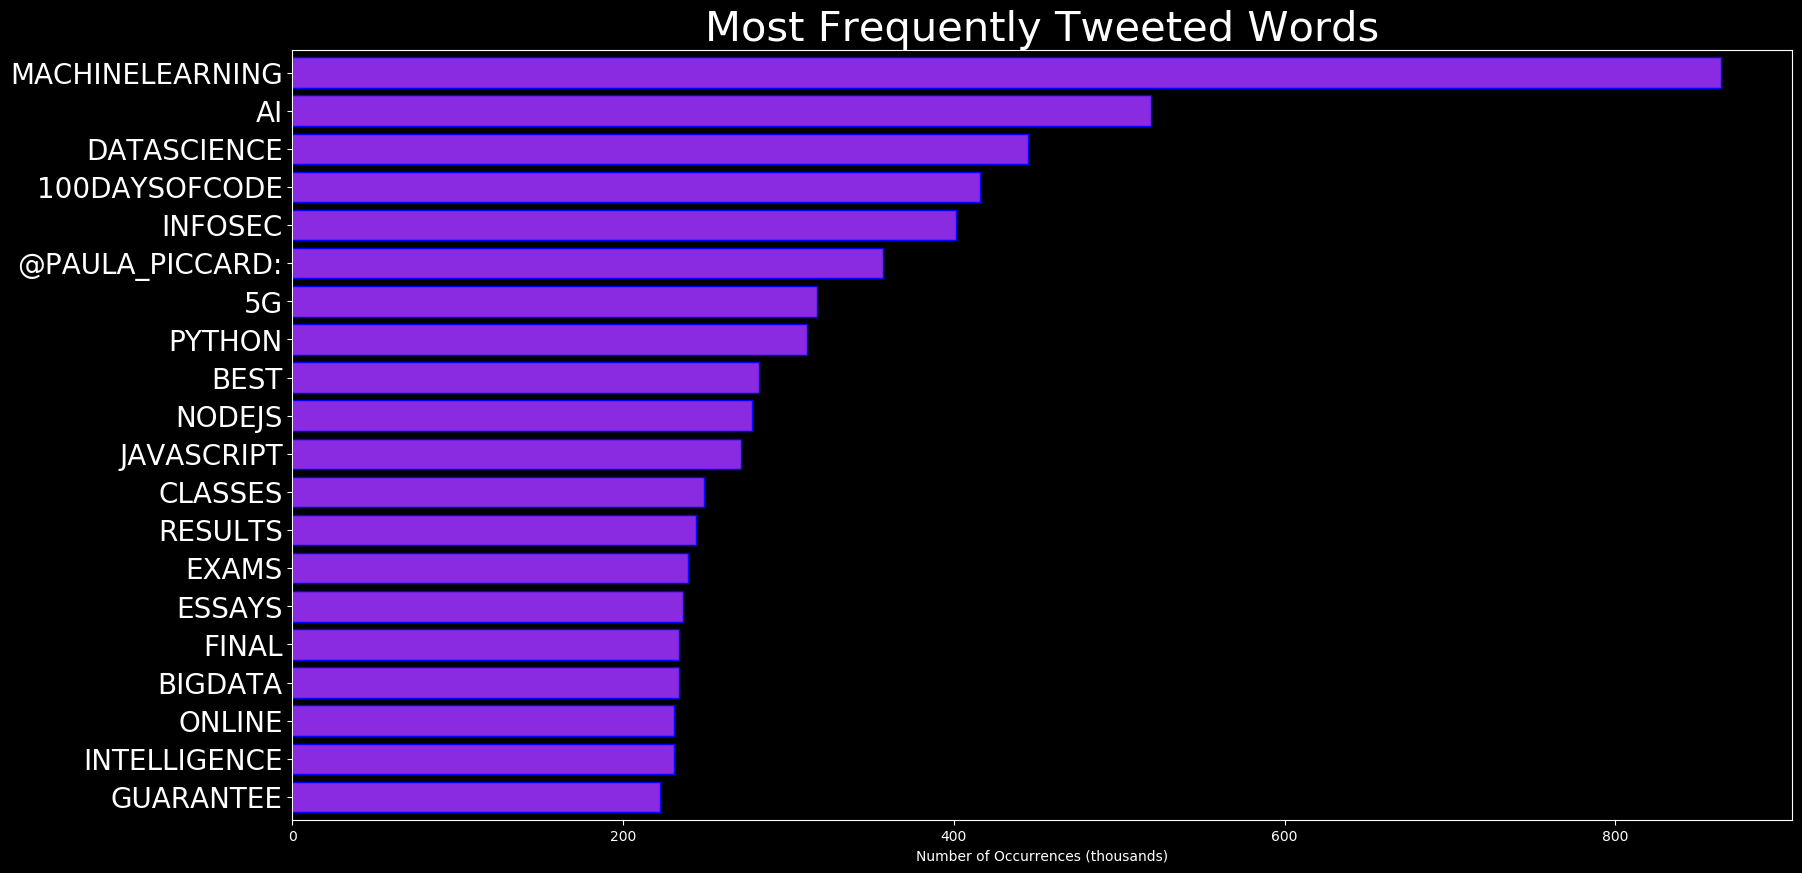 Most Frequently Tweeted Words
MACHINELEARNING
AI
DATASCIENCE
100DAYSOFCODE
INFOSEC
@PAULA_PICCARD:
5G
PYTHON
BEST
NODEJS
JAVASCRIPT
CLASSES
RESULTS
EXAMS
ESSAYS
FINAL
BIGDATA
ONLINE
INTELLIGENCE
GUARANTEE
0 200 400 600 800
Number of Occurrences (thousands)